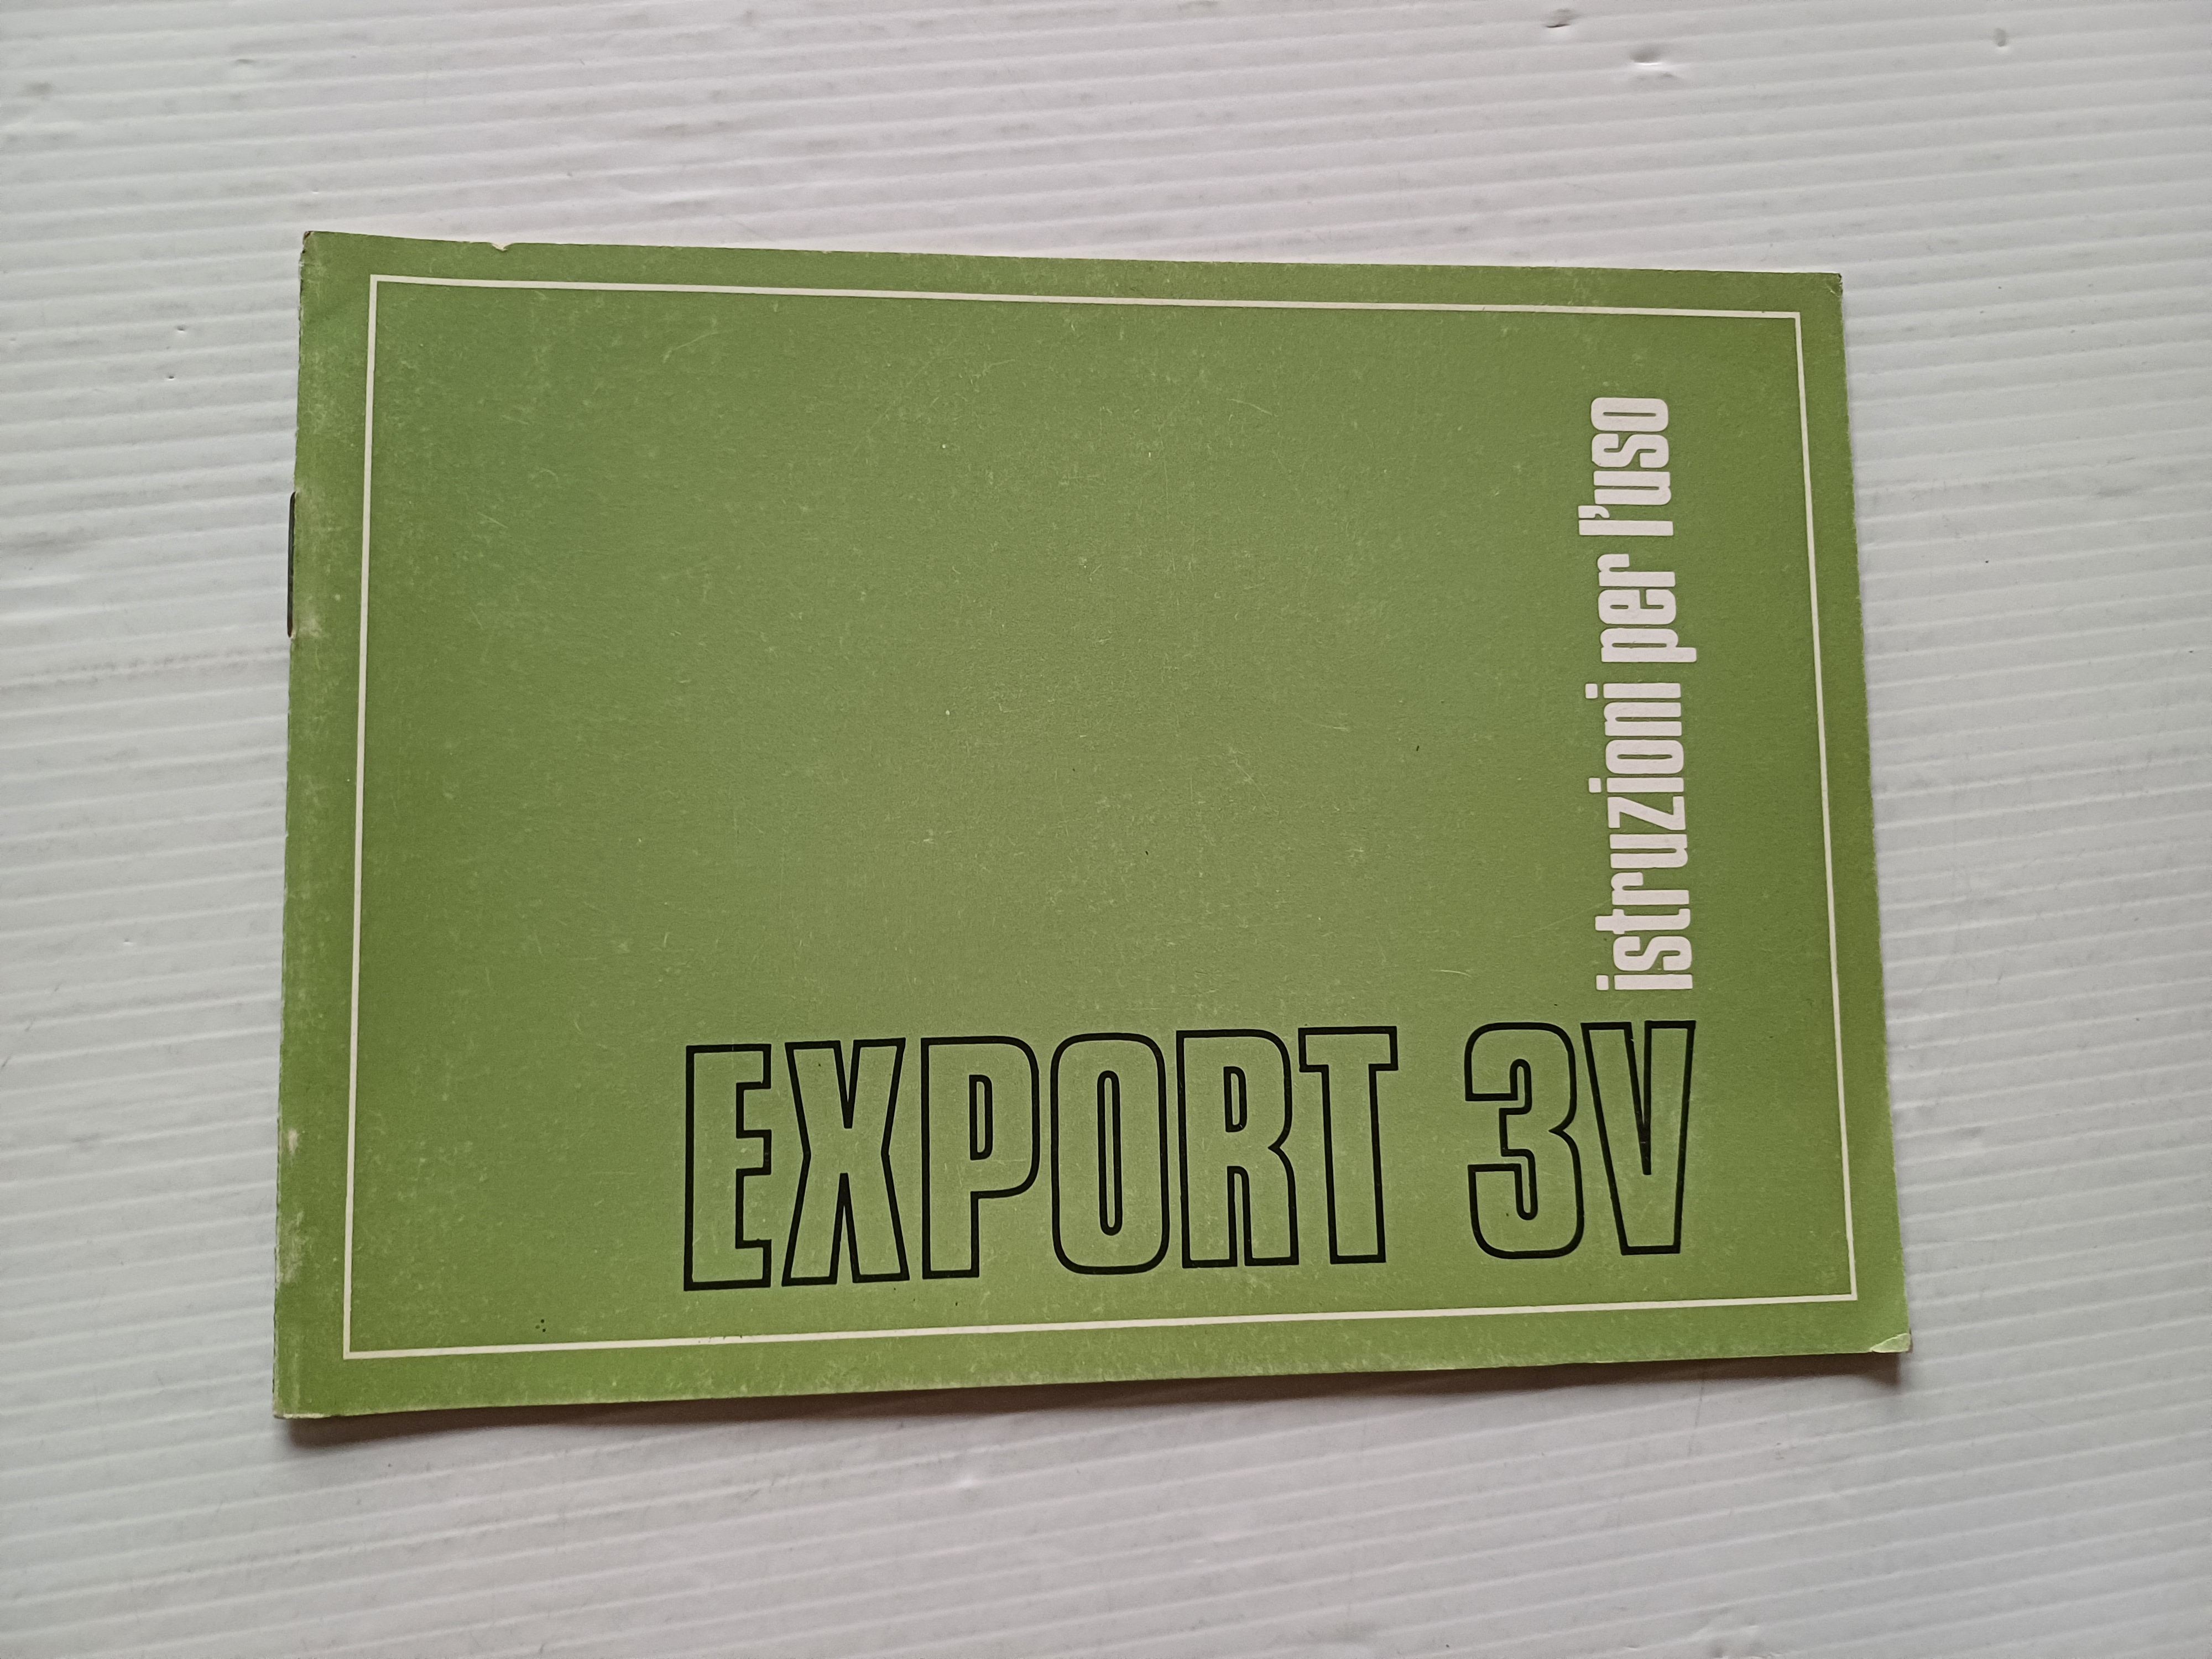 EXPORT 3V
istruzioni per l'uso